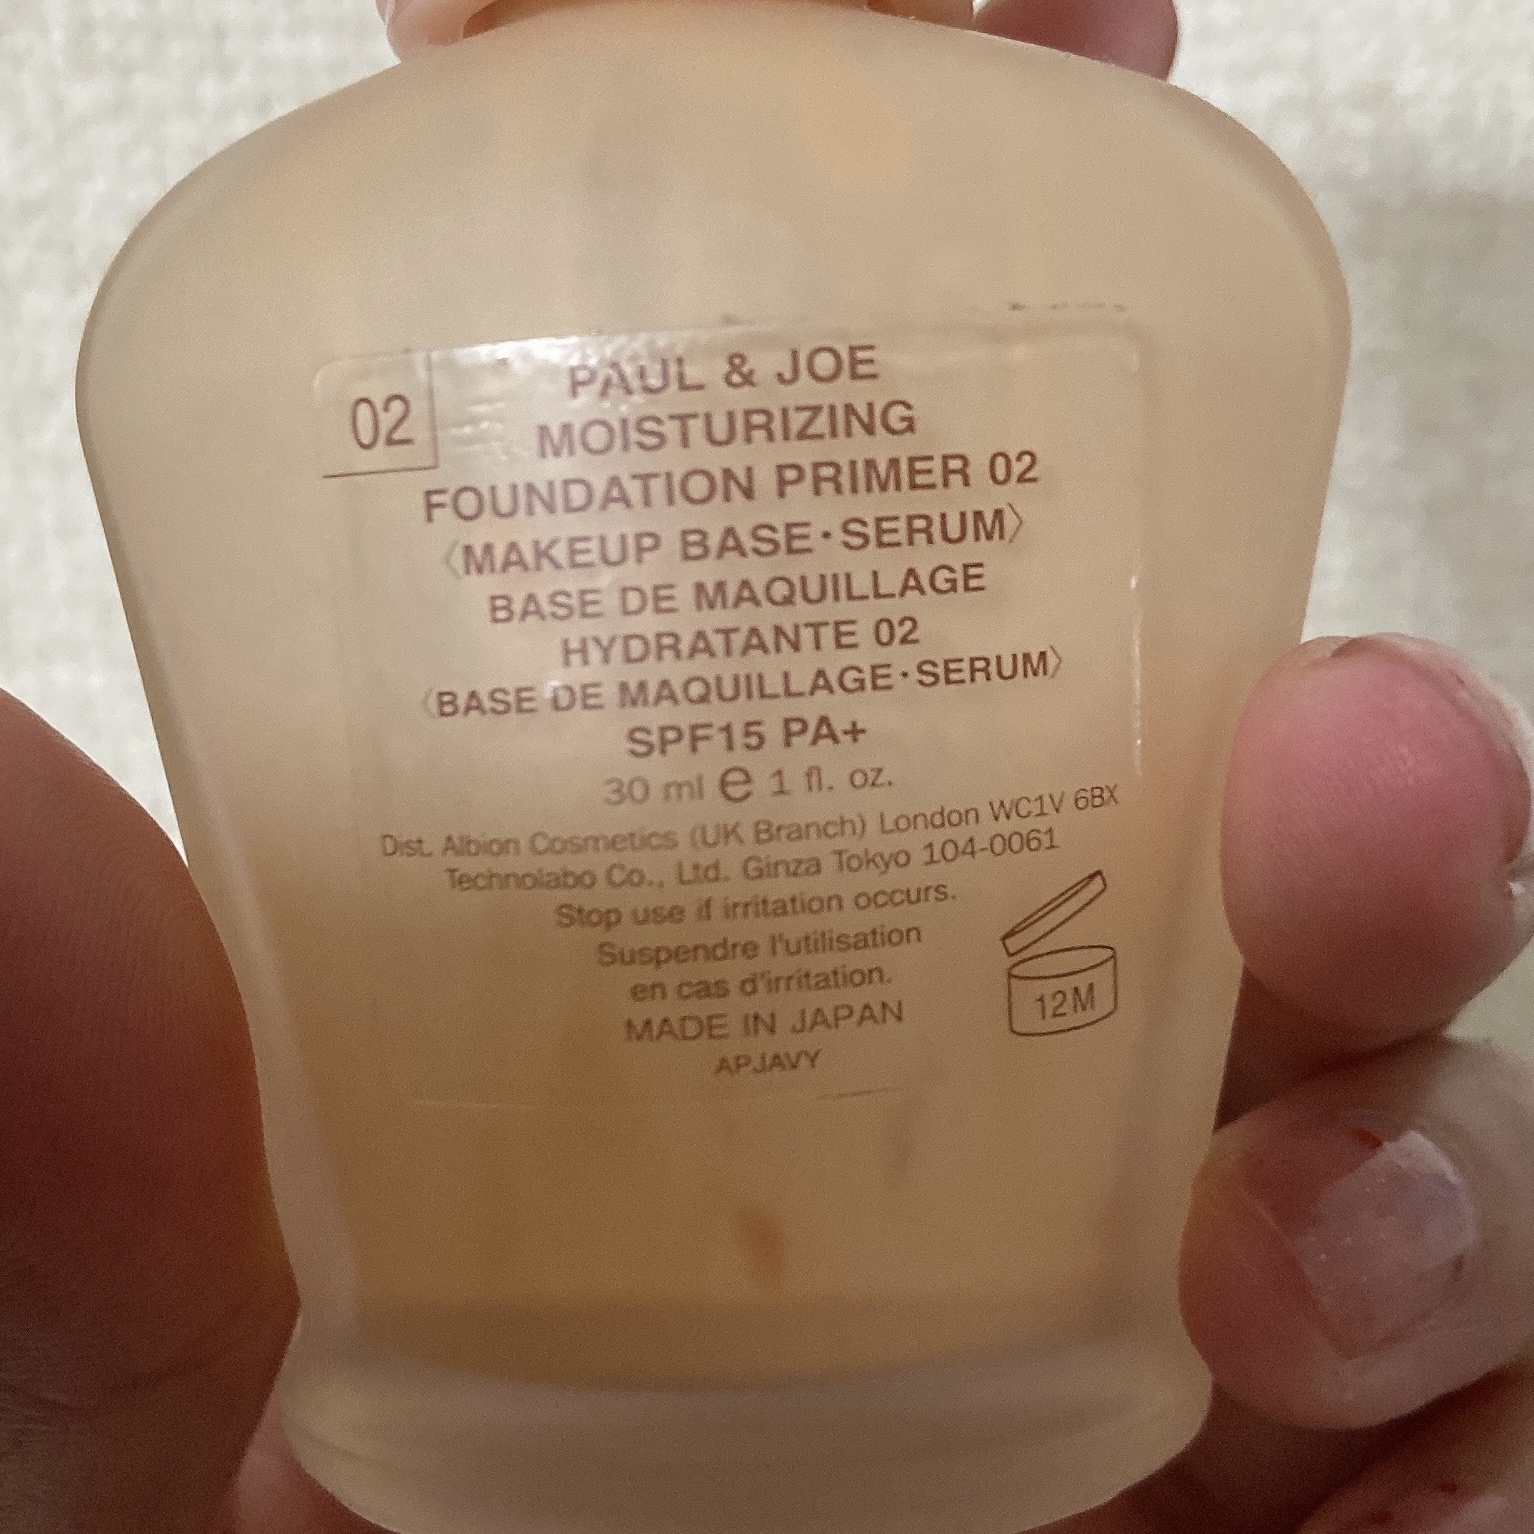 02
PAUL & JOE
MOISTURIZING
FOUNDATION PRIMER 02
〈MAKEUP BASE・SERUM〉
BASE DE MAQUILLAGE
HYDRATANTE 02
〈BASE DE MAQUILLAGE・SERUM〉
SPF15 PA+
30 ml ℮ 1 fl. oz.
Dist. Albion Cosmetics (UK Branch) London WC1V 6BX
Technolabo Co., Ltd. Ginza Tokyo 104-0061
Stop use if irritation occurs.
Suspendre l'utilisation
en cas d'irritation.
MADE IN JAPAN
12M
APJAVY